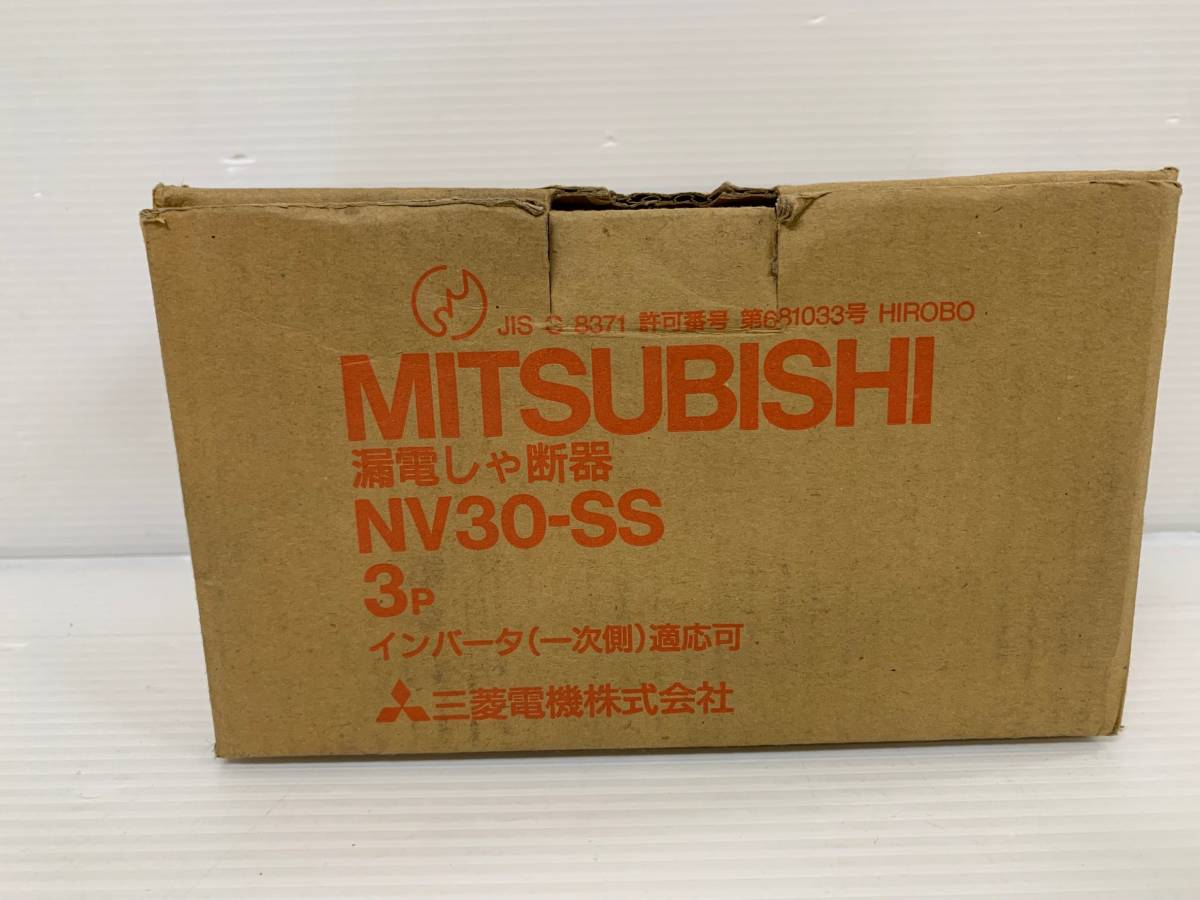 JIS C 8371 許可番号 第681033号 HIROBO
MITSUBISHI
漏電しゃ断器
NV30-SS
3P
インバータ(一次側)適応可
三菱電機株式会社